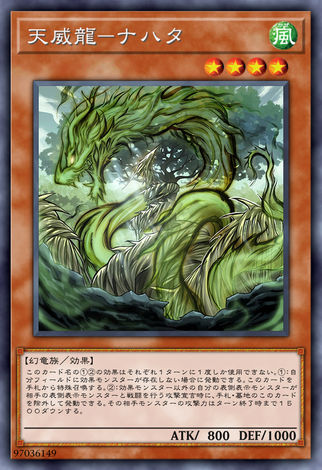 天威龍−ナハタ
風
【幻竜族/効果】
このカード名の①②の効果はそれぞれ1ターンに1度しか使用できない。①:自
分フィールドに効果モンスターが存在しない場合に発動できる。このカードを手
札から特殊召喚する。②:効果モンスター以外の自分の表側表示モンスターが
相手の表側表示モンスターと戦闘を行う攻撃宣言時に、手札・墓地のこのカード
を除外して発動できる。その相手モンスターの攻撃力はターン終了時まで15
00ダウンする。
ATK/ 800 DEF/1000
97036149